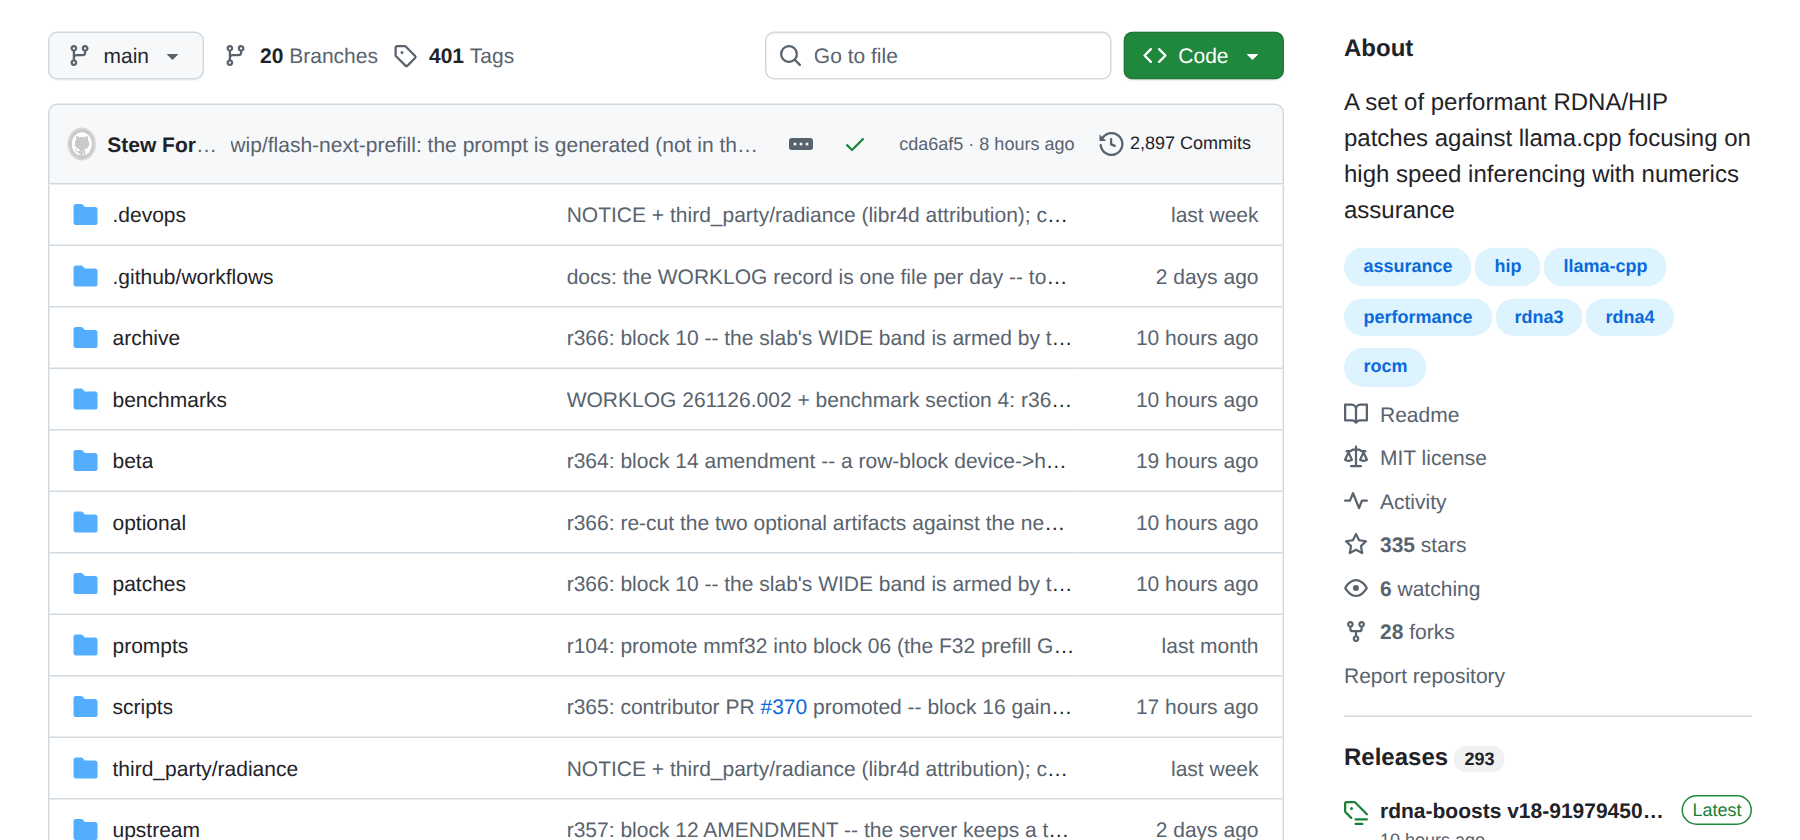 main
20 Branches
401 Tags
Go to file
Code
Stew For… wip/flash-next-prefill: the prompt is generated (not in th… cda6af5 · 8 hours ago 2,897 Commits
.devops NOTICE + third_party/radiance (libr4d attribution); c… last week
.github/workflows docs: the WORKLOG record is one file per day -- to… 2 days ago
archive r366: block 10 -- the slab's WIDE band is armed by t… 10 hours ago
benchmarks WORKLOG 261126.002 + benchmark section 4: r36… 10 hours ago
beta r364: block 14 amendment -- a row-block device->h… 19 hours ago
optional r366: re-cut the two optional artifacts against the ne… 10 hours ago
patches r366: block 10 -- the slab's WIDE band is armed by t… 10 hours ago
prompts r104: promote mmf32 into block 06 (the F32 prefill G… last month
scripts r365: contributor PR #370 promoted -- block 16 gain… 17 hours ago
third_party/radiance NOTICE + third_party/radiance (libr4d attribution); c… last week
upstream r357: block 12 AMENDMENT -- the server keeps a t… 2 days ago
About
A set of performant RDNA/HIP
patches against llama.cpp focusing on
high speed inferencing with numerics
assurance
assurance hip llama-cpp
performance rdna3 rdna4
rocm
Readme
MIT license
Activity
335 stars
6 watching
28 forks
Report repository
Releases 293
rdna-boosts v18-91979450… Latest
10 hours ago